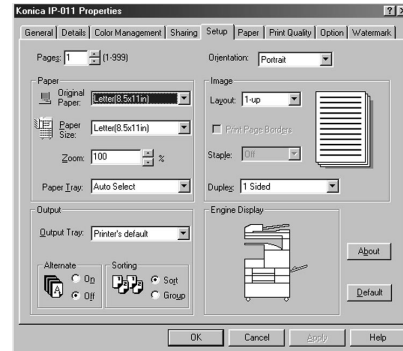 Konica IP-011 Properties
General Details Color Management Sharing Setup Paper Print Quality Option Watermark
Pages: 1 (1-999) Orientation: Portrait
Paper
Original Paper: Letter(8.5x11in)
Paper Size: Letter(8.5x11in)
Zoom: 100 %
Paper Tray: Auto Select
Image
Layout: 1-up
Print Page Borders
Staple: Off
Duplex: 1 Sided
Output
Output Tray: Printer's default
Alternate
On
Off
A
Sorting
Sort
Group
Engine Display
About
Default
OK Cancel Apply Help